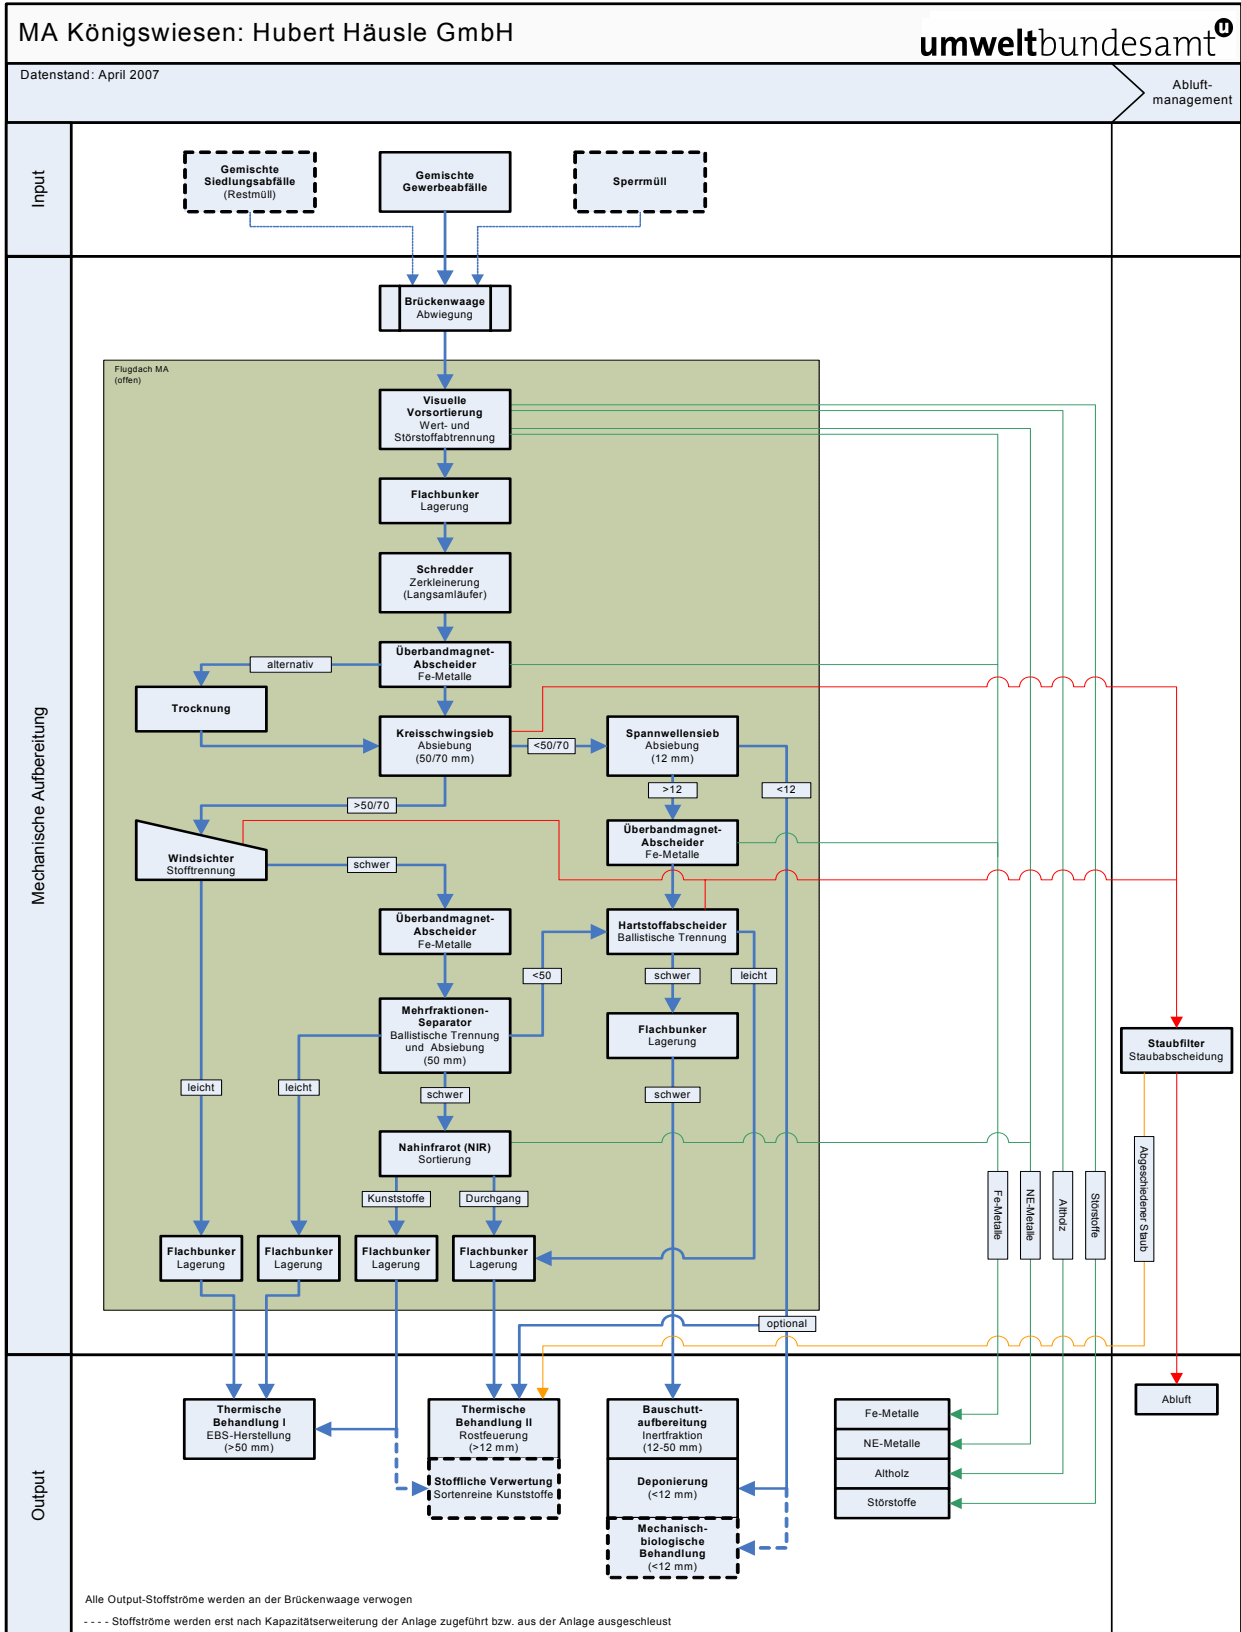 MA Königswiesen: Hubert Häusle GmbH
umweltbundesamt
u
Datenstand: April 2007
Abluft-
management
Input
Gemischte
Siedlungsabfälle
(Restmüll)
Gemischte
Gewerbeabfälle
Sperrmüll
Mechanische Aufbereitung
Brückenwaage
Abwiegung
Flugdach MA
(offen)
Visuelle
Vorsortierung
Wert- und
Störstoffabtrennung
Flachbunker
Lagerung
Schredder
Zerkleinerung
(Langsamläufer)
Überbandmagnet-
Abscheider
Fe-Metalle
alternativ
Trocknung
Kreisschwingsieb
Absiebung
(50/70 mm)
<50/70
Spannwellensieb
Absiebung
(12 mm)
>12
<12
>50/70
Windsichter
Stofftrennung
schwer
Überbandmagnet-
Abscheider
Fe-Metalle
Überbandmagnet-
Abscheider
Fe-Metalle
Hartstoffabscheider
Ballistische Trennung
<50
schwer
leicht
Mehrfraktionen-
Separator
Ballistische Trennung
und Absiebung
(50 mm)
Flachbunker
Lagerung
Staubfilter
Staubabscheidung
leicht
leicht
schwer
schwer
Nahinfrarot (NIR)
Sortierung
Kunststoffe
Durchgang
Fe-Metalle
NE-Metalle
Altholz
Störstoffe
Abgeschiedener Staub
Flachbunker
Lagerung
Flachbunker
Lagerung
Flachbunker
Lagerung
Flachbunker
Lagerung
optional
Output
Thermische
Behandlung I
EBS-Herstellung
(>50 mm)
Thermische
Behandlung II
Rostfeuerung
(>12 mm)
Stoffliche Verwertung
Sortenreine Kunststoffe
Bauschutt-
aufbereitung
Inertfraktion
(12-50 mm)
Deponierung
(<12 mm)
Mechanisch-
biologische
Behandlung
(<12 mm)
Fe-Metalle
NE-Metalle
Altholz
Störstoffe
Abluft
Alle Output-Stoffströme werden an der Brückenwaage verwogen
- - - - Stoffströme werden erst nach Kapazitätserweiterung der Anlage zugeführt bzw. aus der Anlage ausgeschleust